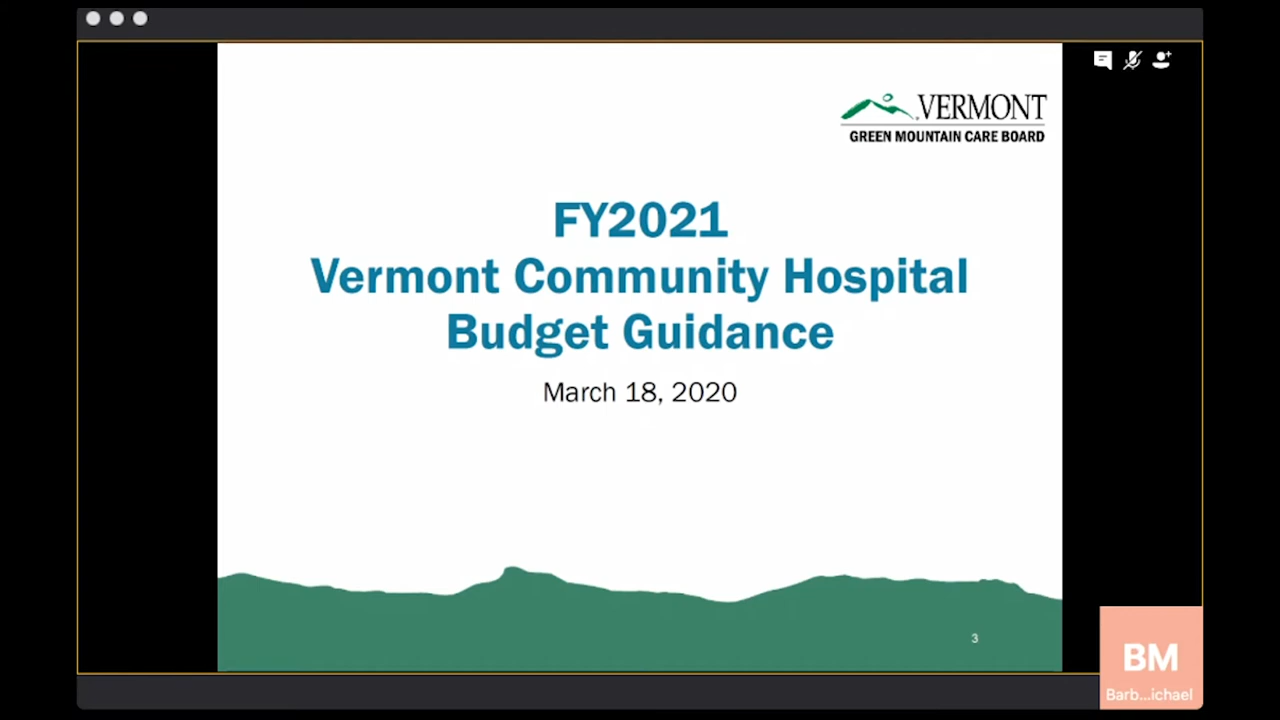 VERMONT
GREEN MOUNTAIN CARE BOARD
FY2021
Vermont Community Hospital
Budget Guidance
March 18, 2020
3
BM
Barb...ichael